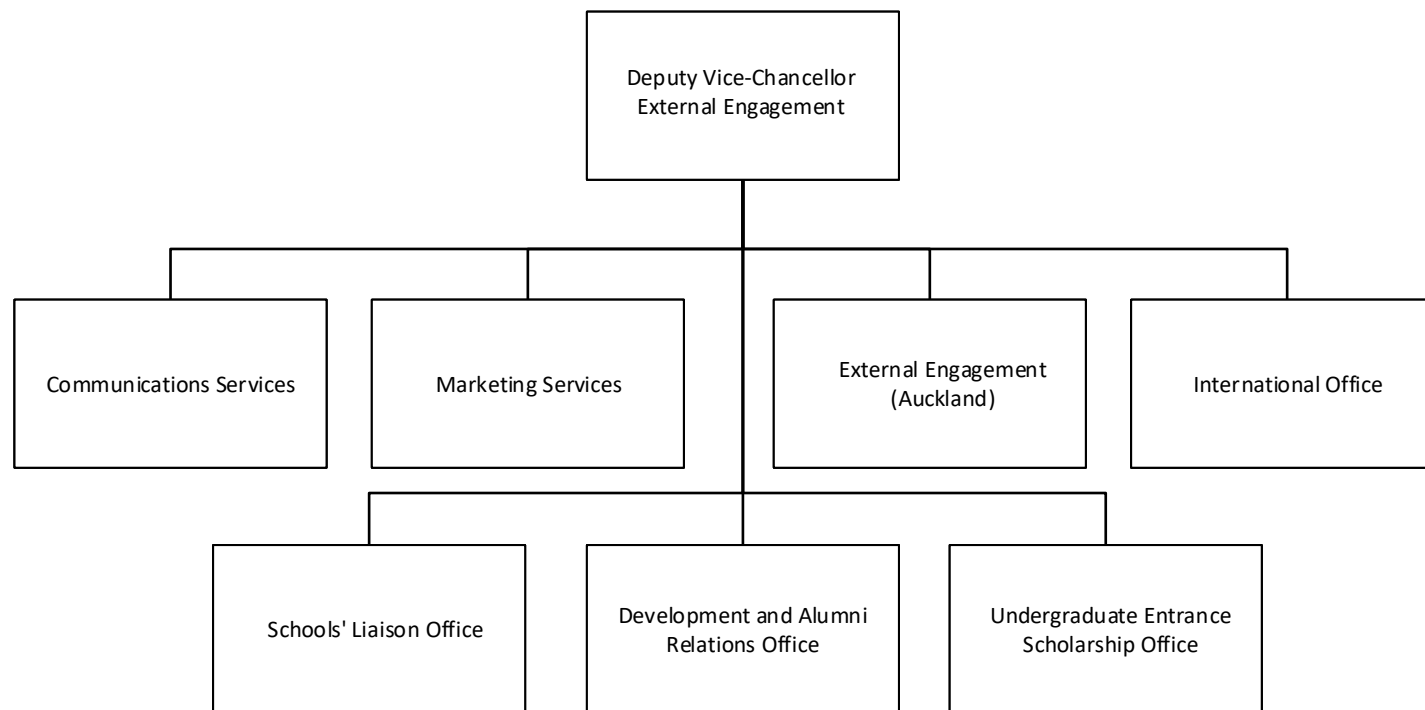 Deputy Vice-Chancellor
External Engagement
Communications Services
Marketing Services
External Engagement
(Auckland)
International Office
Schools' Liaison Office
Development and Alumni
Relations Office
Undergraduate Entrance
Scholarship Office